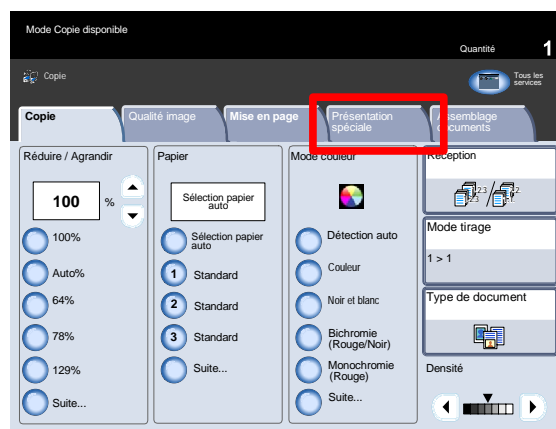 Mode Copie disponible
Quantité
1
Copie
Tous les
services
Copie
Qualité image
Mise en page
Présentation
spéciale
Assemblage
documents
Réduire / Agrandir
100
%
100%
Auto%
64%
78%
129%
Suite...
Papier
Sélection papier
auto
Sélection papier
auto
1 Standard
2 Standard
3 Standard
Suite...
Mode couleur
Détection auto
Couleur
Noir et blanc
Bichromie
(Rouge/Noir)
Monochromie
(Rouge)
Suite...
Réception
Mode tirage
1 > 1
Type de document
Densité